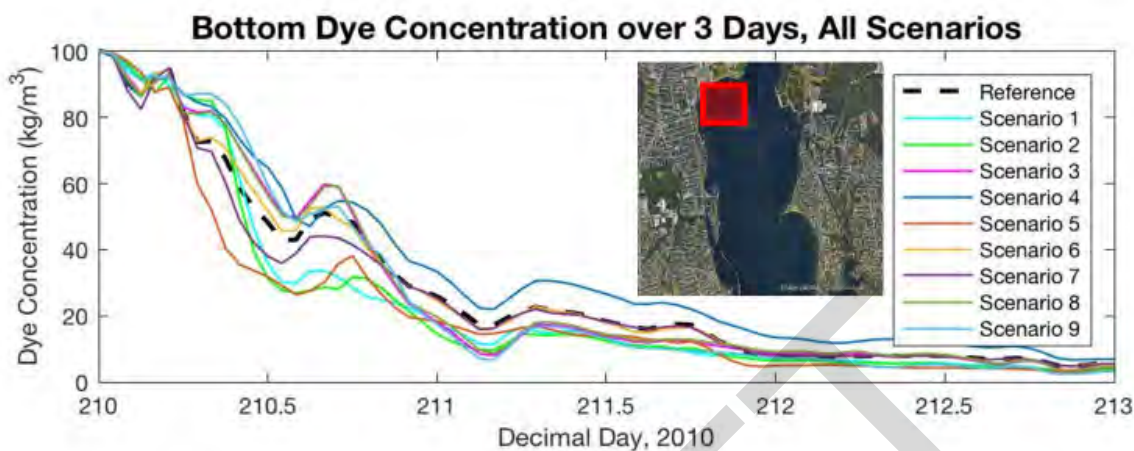 Bottom Dye Concentration over 3 Days, All Scenarios
Dye Concentration (kg/m³)
100
80
60
40
20
0
210
210.5
211
211.5
212
212.5
213
Decimal Day, 2010
Reference
Scenario 1
Scenario 2
Scenario 3
Scenario 4
Scenario 5
Scenario 6
Scenario 7
Scenario 8
Scenario 9